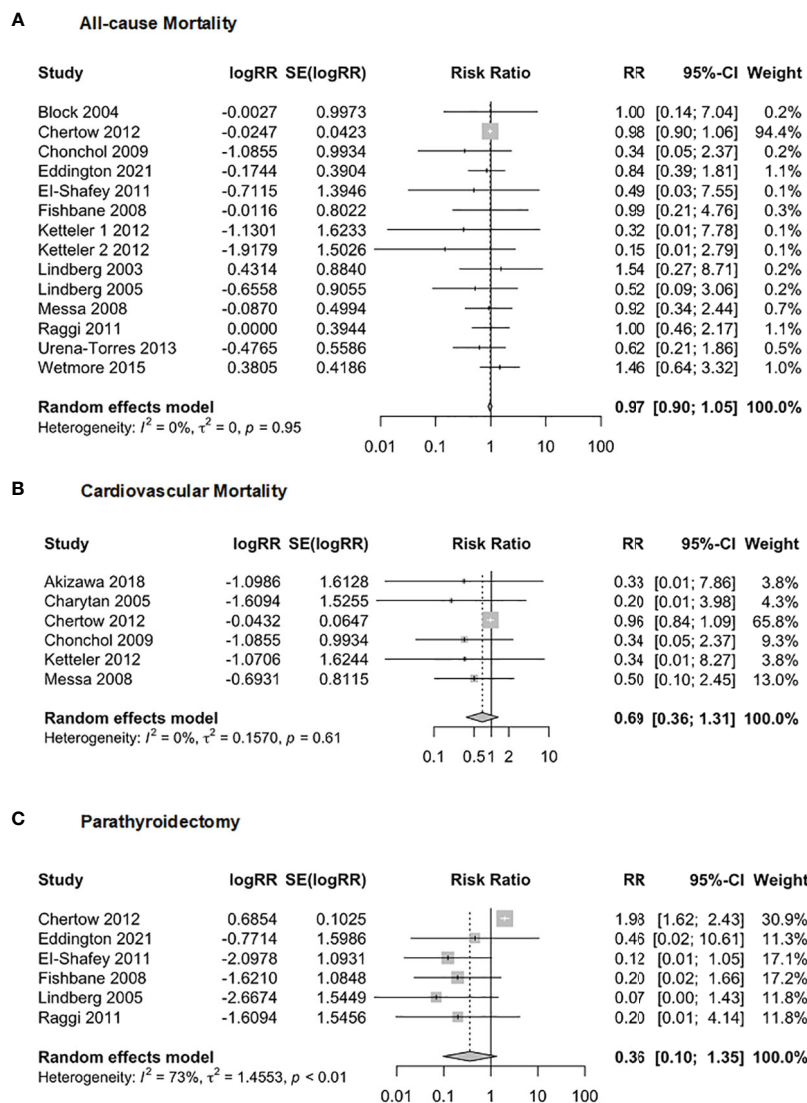 A All-cause Mortality
Study logRR SE(logRR) Risk Ratio RR 95%-CI Weight
Block 2004 -0.0027 0.9973 1.00 [0.14; 7.04] 0.2%
Chertow 2012 -0.0247 0.0423 0.98 [0.90; 1.06] 94.4%
Chonchol 2009 -1.0855 0.9934 0.34 [0.05; 2.37] 0.2%
Eddington 2021 -0.1744 0.3904 0.84 [0.39; 1.81] 1.1%
El-Shafey 2011 -0.7115 1.3946 0.49 [0.03; 7.55] 0.1%
Fishbane 2008 -0.0116 0.8022 0.99 [0.21; 4.76] 0.3%
Ketteler 1 2012 -1.1301 1.6233 0.32 [0.01; 7.78] 0.1%
Ketteler 2 2012 -1.9179 1.5026 0.15 [0.01; 2.79] 0.1%
Lindberg 2003 0.4314 0.8840 1.54 [0.27; 8.71] 0.2%
Lindberg 2005 -0.6558 0.9055 0.52 [0.09; 3.06] 0.2%
Messa 2008 -0.0870 0.4994 0.92 [0.34; 2.44] 0.7%
Raggi 2011 0.0000 0.3944 1.00 [0.46; 2.17] 1.1%
Urena-Torres 2013 -0.4765 0.5586 0.62 [0.21; 1.86] 0.5%
Wetmore 2015 0.3805 0.4186 1.46 [0.64; 3.32] 1.0%
Random effects model 0.97 [0.90; 1.05] 100.0%
Heterogeneity: I² = 0%, τ² = 0, p = 0.95
0.01 0.1 1 10 100
B Cardiovascular Mortality
Study logRR SE(logRR) Risk Ratio RR 95%-CI Weight
Akizawa 2018 -1.0986 1.6128 0.33 [0.01; 7.86] 3.8%
Charytan 2005 -1.6094 1.5255 0.20 [0.01; 3.98] 4.3%
Chertow 2012 -0.0432 0.0647 0.96 [0.84; 1.09] 65.8%
Chonchol 2009 -1.0855 0.9934 0.34 [0.05; 2.37] 9.3%
Ketteler 2012 -1.0706 1.6244 0.34 [0.01; 8.27] 3.8%
Messa 2008 -0.6931 0.8115 0.50 [0.10; 2.45] 13.0%
Random effects model 0.69 [0.36; 1.31] 100.0%
Heterogeneity: I² = 0%, τ² = 0.1570, p = 0.61
0.1 0.5 1 2 10
C Parathyroidectomy
Study logRR SE(logRR) Risk Ratio RR 95%-CI Weight
Chertow 2012 0.6854 0.1025 1.98 [1.62; 2.43] 30.9%
Eddington 2021 -0.7714 1.5986 0.46 [0.02; 10.61] 11.3%
El-Shafey 2011 -2.0978 1.0931 0.12 [0.01; 1.05] 17.1%
Fishbane 2008 -1.6210 1.0848 0.20 [0.02; 1.66] 17.2%
Lindberg 2005 -2.6674 1.5449 0.07 [0.00; 1.43] 11.8%
Raggi 2011 -1.6094 1.5456 0.20 [0.01; 4.14] 11.8%
Random effects model 0.36 [0.10; 1.35] 100.0%
Heterogeneity: I² = 73%, τ² = 1.4553, p < 0.01
0.01 0.1 1 10 100